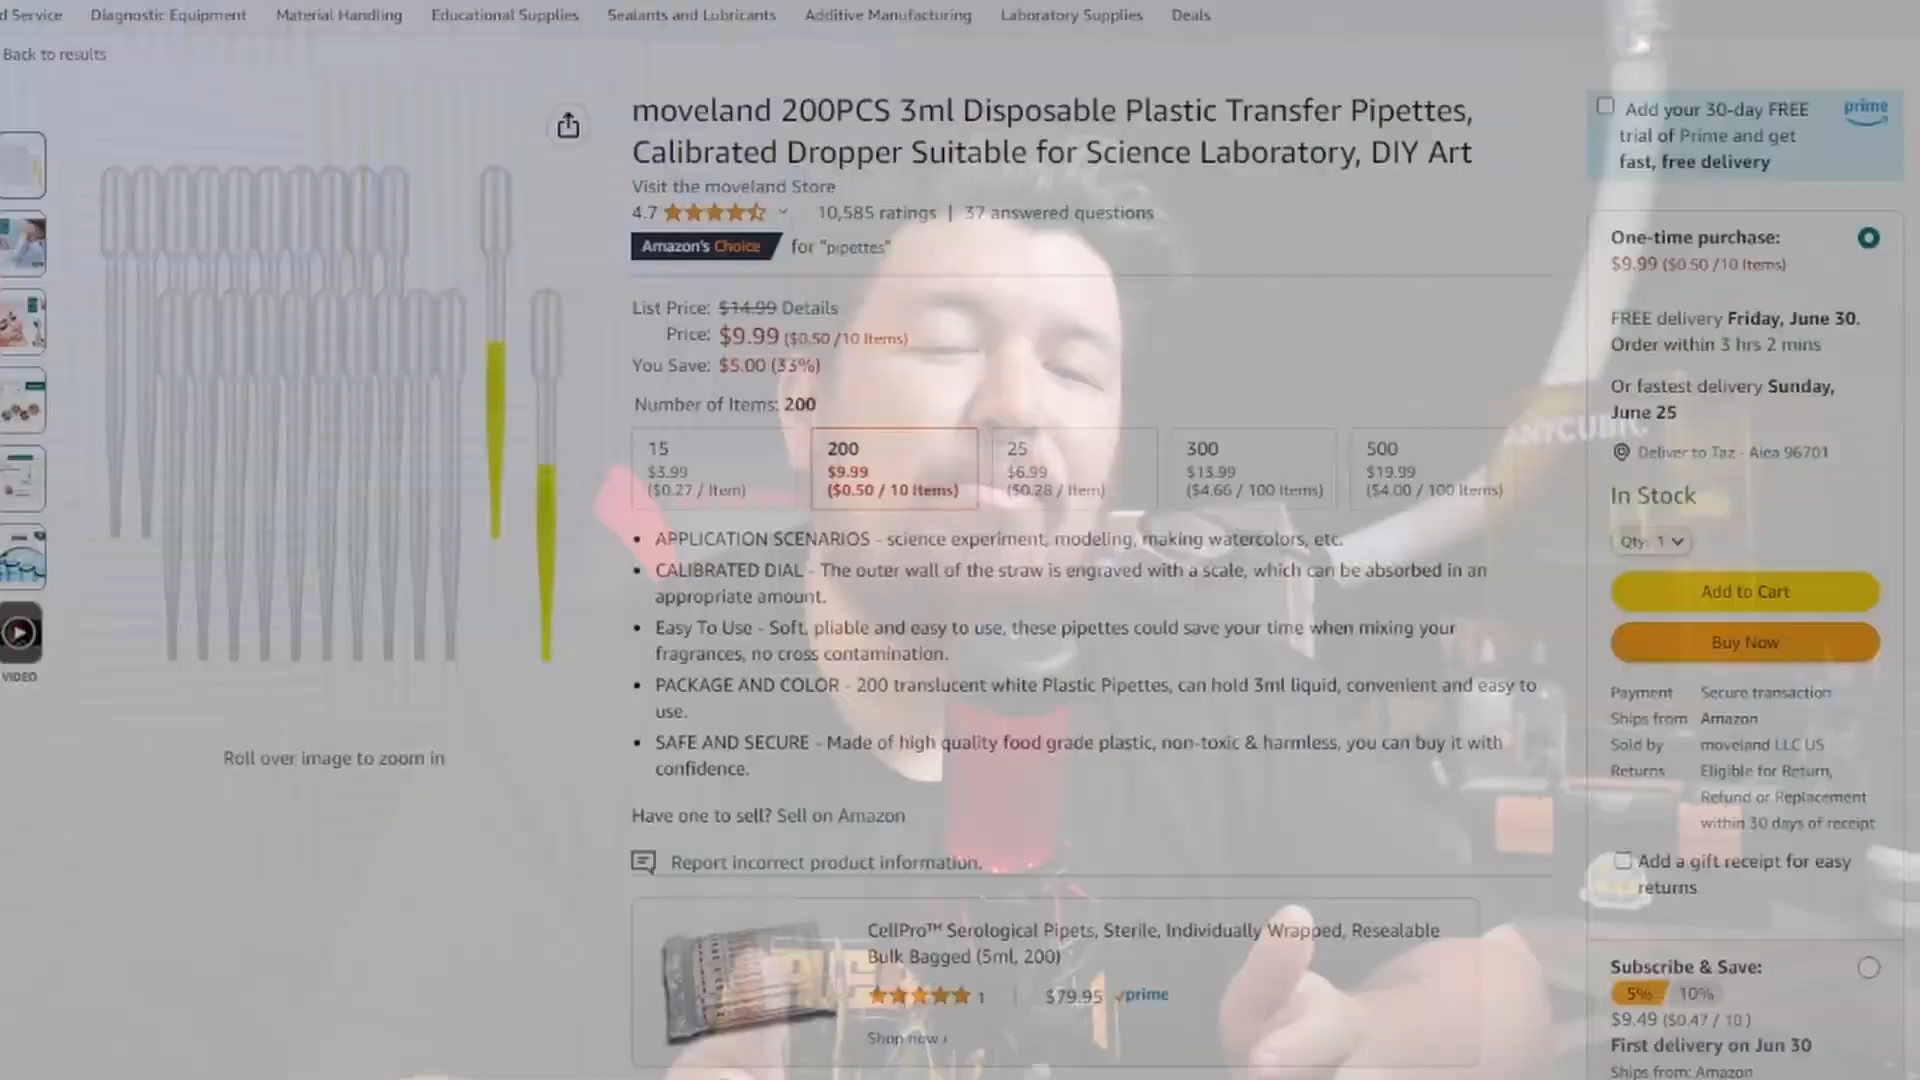 d Service Diagnostic Equipment Material Handling Educational Supplies Sealants and Lubricants Additive Manufacturing Laboratory Supplies Deals
Back to results
moveland 200PCS 3ml Disposable Plastic Transfer Pipettes,
Calibrated Dropper Suitable for Science Laboratory, DIY Art
Visit the moveland Store
4.7 10,585 ratings | 37 answered questions
Amazon's Choice for "pipettes"
List Price: $14.99 Details
Price: $9.99 ($0.50 /10 Items)
You Save: $5.00 (33%)
Number of Items: 200
15
$3.99
($0.27 / Item)
200
$9.99
($0.50 / 10 Items)
25
$6.99
($0.28 / Item)
300
$13.99
($4.66 / 100 Items)
500
$19.99
($4.00 / 100 Items)
• APPLICATION SCENARIOS - science experiment, modeling, making watercolors, etc.
• CALIBRATED DIAL - The outer wall of the straw is engraved with a scale, which can be absorbed in an
appropriate amount.
• Easy To Use - Soft, pliable and easy to use, these pipettes could save your time when mixing your
fragrances, no cross contamination.
• PACKAGE AND COLOR - 200 translucent white Plastic Pipettes, can hold 3ml liquid, convenient and easy to
use.
• SAFE AND SECURE - Made of high quality food grade plastic, non-toxic & harmless, you can buy it with
confidence.
Have one to sell? Sell on Amazon
Report incorrect product information.
CellPro™ Serological Pipets, Sterile, Individually Wrapped, Resealable
Bulk Bagged (5ml, 200)
1 | $79.95 prime
Shop now ›
VIDEO
Roll over image to zoom in
Add your 30-day FREE
trial of Prime and get
fast, free delivery
prime
One-time purchase:
$9.99 ($0.50 /10 Items)
FREE delivery Friday, June 30.
Order within 3 hrs 2 mins
Or fastest delivery Sunday,
June 25
ANYCUBIC
Deliver to Taz - Aiea 96701
In Stock
Qty: 1
Add to Cart
Buy Now
Payment Secure transaction
Ships from Amazon
Sold by moveland LLC US
Returns Eligible for Return,
Refund or Replacement
within 30 days of receipt
Add a gift receipt for easy
returns
Subscribe & Save:
5% 10%
$9.49 ($0.47 / 10 )
First delivery on Jun 30
Ships from: Amazon